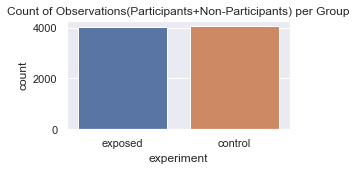 Count of Observations(Participants+Non-Participants) per Group
4000
2000
0
count
exposed
control
experiment